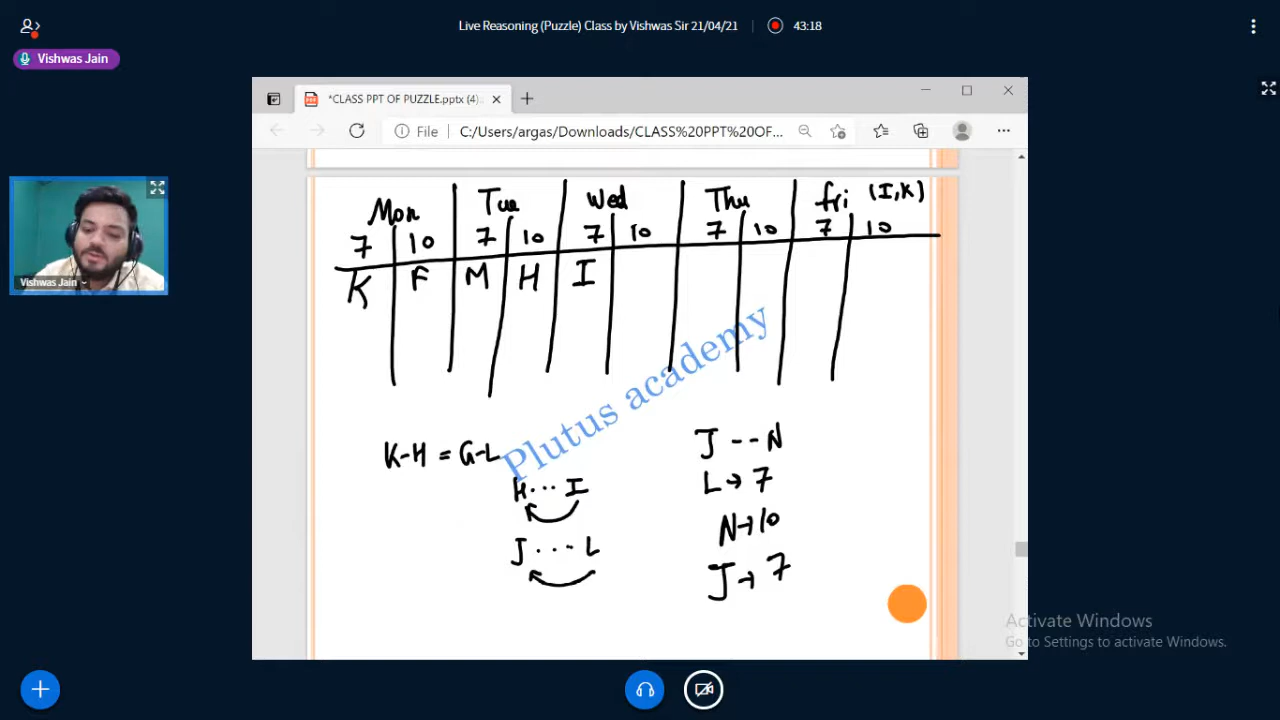 Live Reasoning (Puzzle) Class by Vishwas Sir 21/04/21
43:18
Vishwas Jain
*CLASS PPT OF PUZZLE.pptx (4).
File
C:/Users/argas/Downloads/CLASS%20PPT%20OF...
Mon Tue Wed Thu fri (I,K)
7 10 7 10 7 10 7 10 7 10
K F M H I
Vishwas Jain
Plutus academy
K-H = G-L
H... I
J... L
J -- N
L → 7
N → 10
J → 7
Activate Windows
Go to Settings to activate Windows.